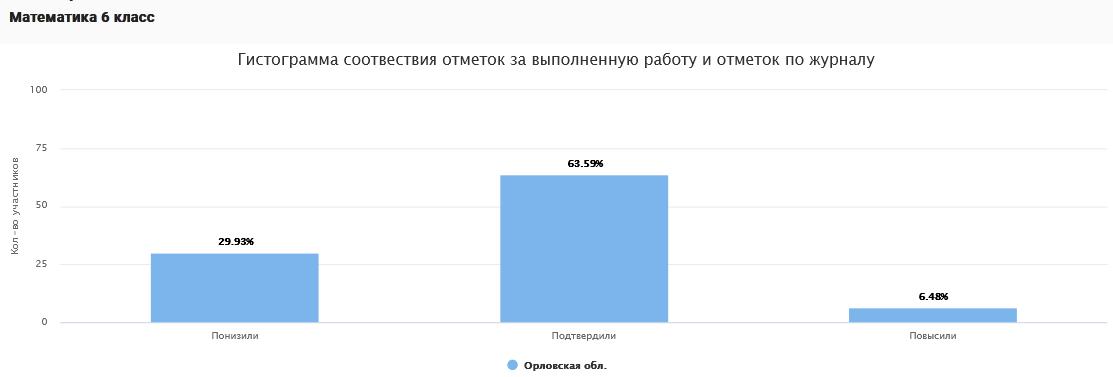 Математика 6 класс
Гистограмма соотвествия отметок за выполненную работу и отметок по журналу
100
75
50
25
0
Кол-во участников
29.93%
63.59%
6.48%
Понизили
Подтвердили
Повысили
Орловская обл.